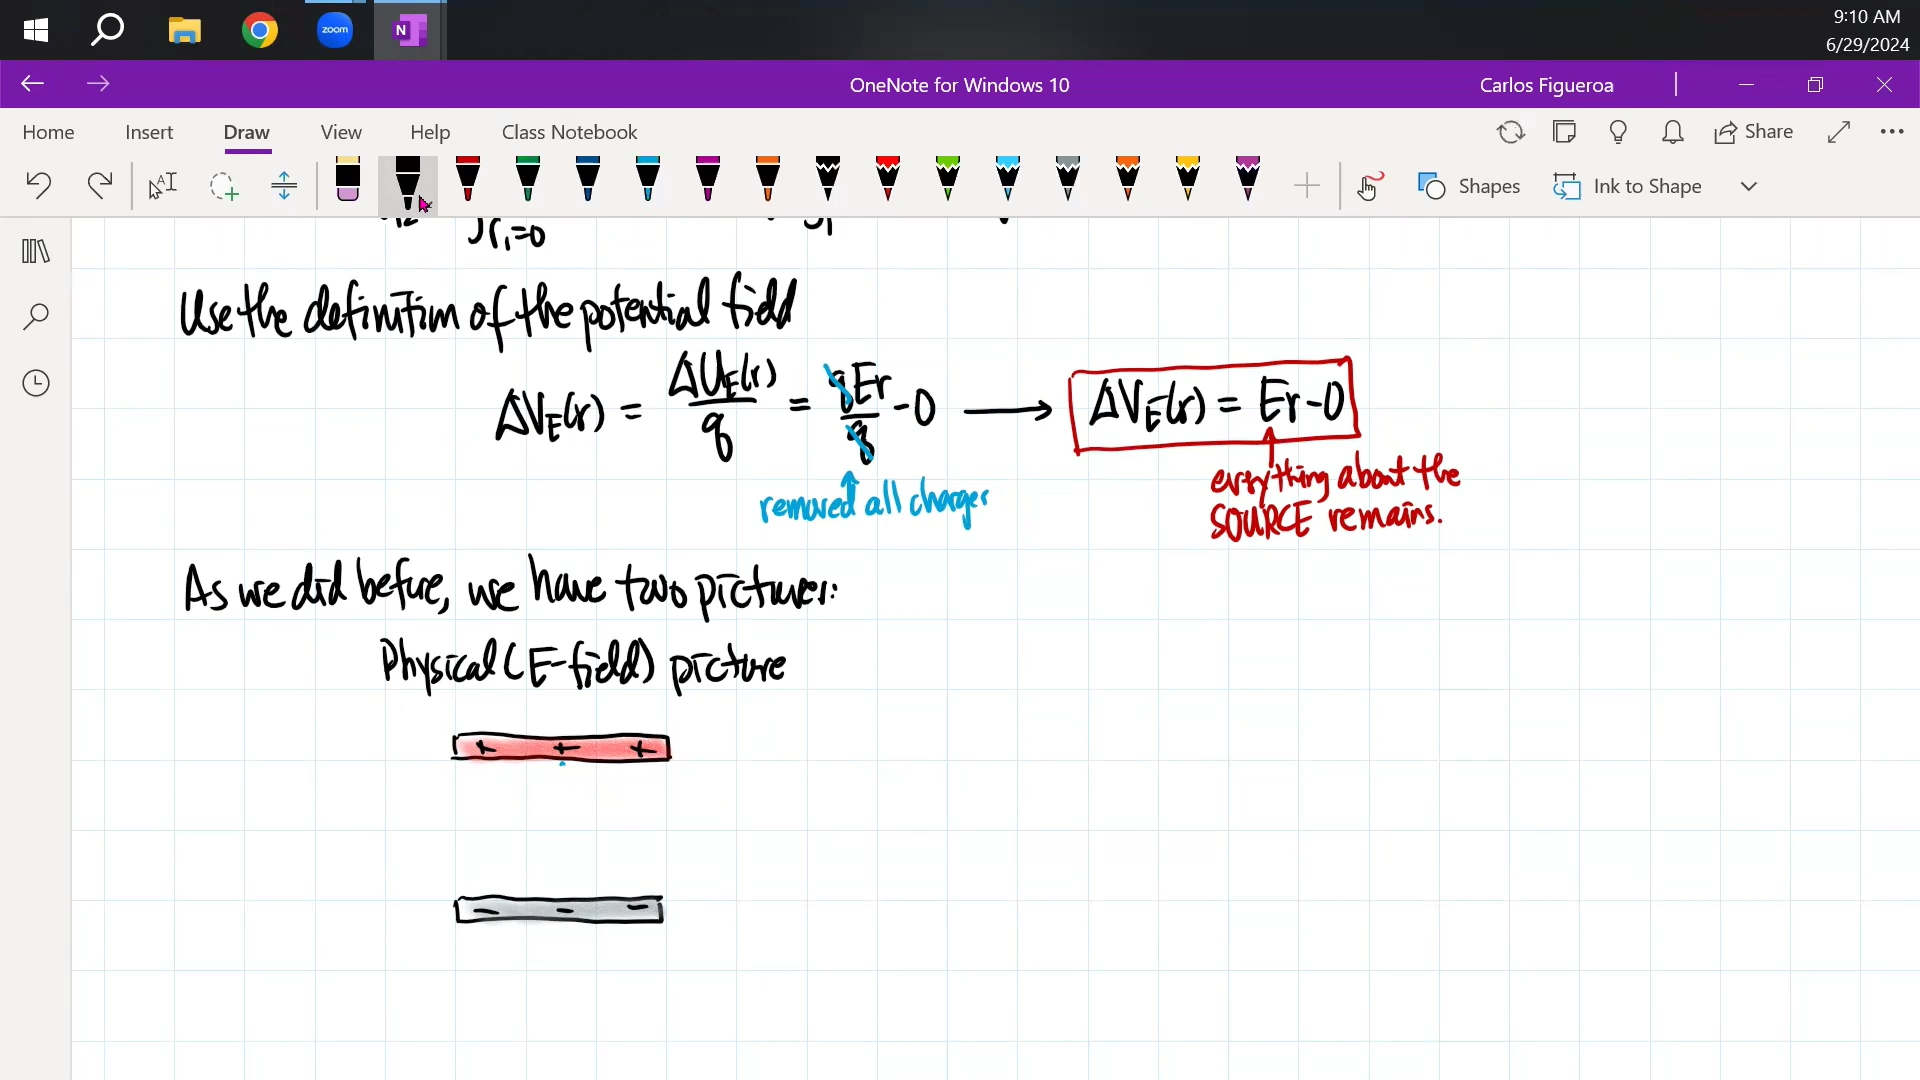 9:10 AM
6/29/2024
zoom
N
OneNote for Windows 10
Carlos Figueroa
Home Insert Draw View Help Class Notebook
Share
Shapes Ink to Shape
r₁=0
Use the definition of the potential field
ΔV_E(r) = ΔU_E(r)/q = qEr/q - 0 → ΔV_E(r) = Er - 0
removed all charges
everything about the
SOURCE remains.
As we did before, we have two pictures:
Physical (E-field) picture
+ + +
- - -